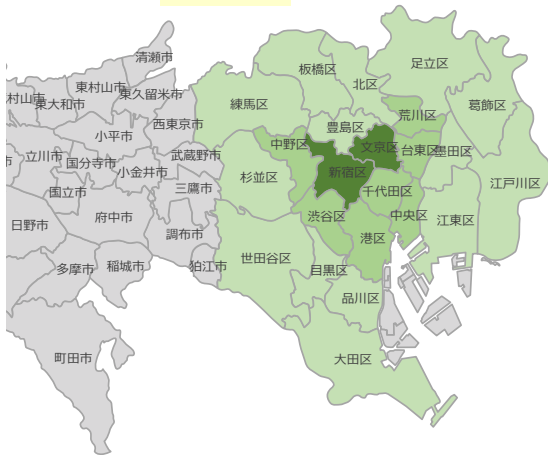 清瀬市
足立区
板橋区
東村山市
北区
村山市
東久留米市
東大和市
練馬区
葛飾区
荒川区
西東京市
豊島区
小平市
中野区
文京区
台東区
墨田区
立川市
国分寺市
武蔵野市
市
小金井市
新宿区
杉並区
三鷹市
千代田区
江戸川区
国立市
府中市
渋谷区
中央区
江東区
日野市
調布市
港区
世田谷区
多摩市
稲城市
狛江市
目黒区
品川区
町田市
大田区